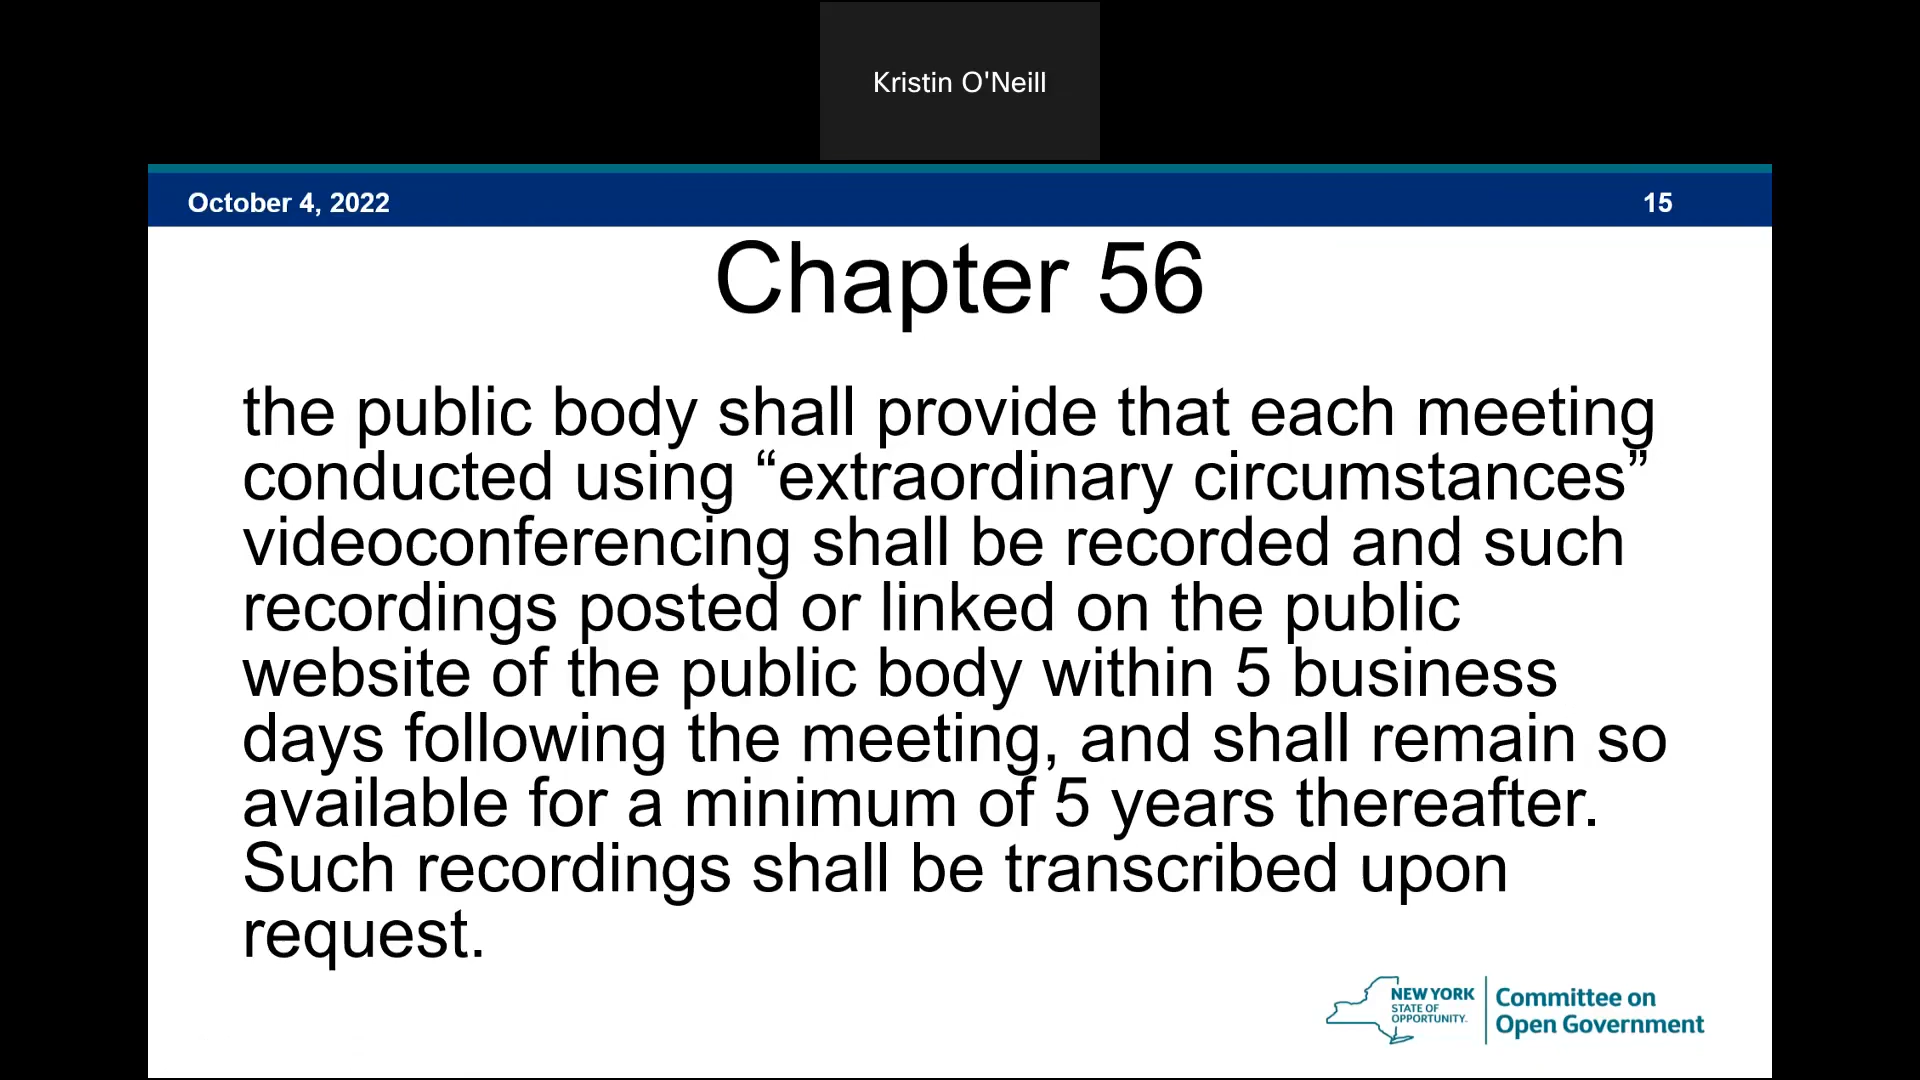 Kristin O'Neill
October 4, 2022
15
Chapter 56
the public body shall provide that each meeting
conducted using “extraordinary circumstances”
videoconferencing shall be recorded and such
recordings posted or linked on the public
website of the public body within 5 business
days following the meeting, and shall remain so
available for a minimum of 5 years thereafter.
Such recordings shall be transcribed upon
request.
NEW YORK
STATE OF
OPPORTUNITY.
Committee on
Open Government